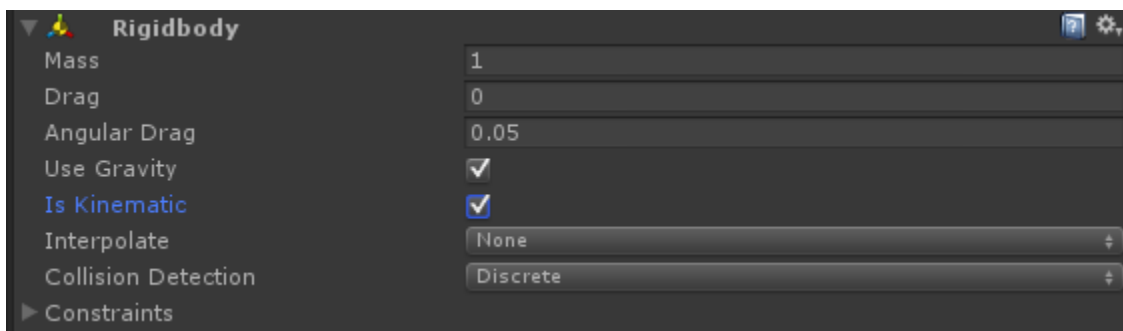 Rigidbody
Mass 1
Drag 0
Angular Drag 0.05
Use Gravity
Is Kinematic
Interpolate None
Collision Detection Discrete
Constraints